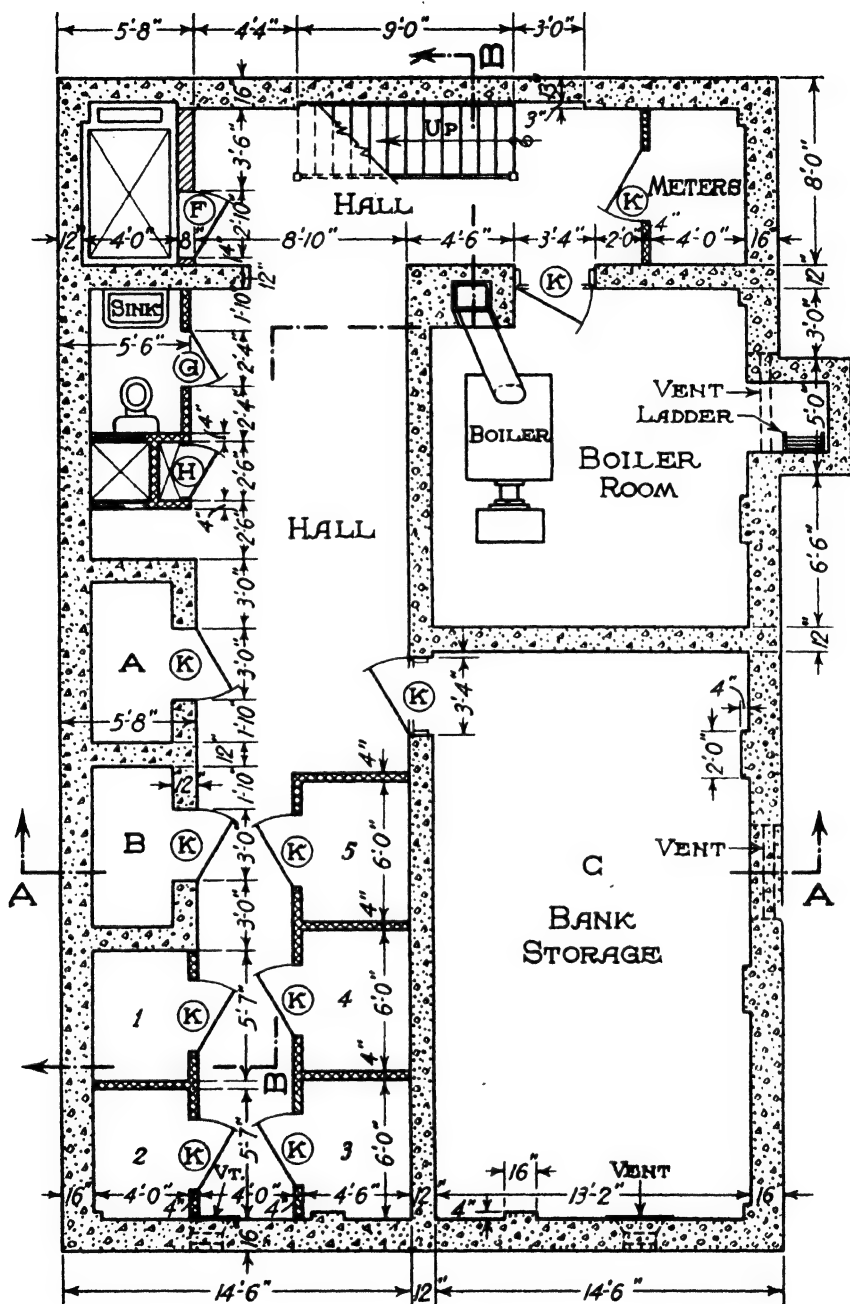 5'-8" 4'-4" 9'-0" 3'-0"
B
16" 13"
UP
3"
3'-6"
8'-0"
HALL
F
K
METERS
2'-10"
4"
12" 4'-0" 8" 8'-10" 4'-6" 3'-4" 2'-0" 4'-0" 16"
4"
12"
K
12"
SINK
1'-10"
3'-0"
5'-6"
G
2'-4"
VENT
LADDER
5'-0"
2'-4"
4"
BOILER
BOILER
ROOM
H
2'-6"
4"
HALL
2'-6"
6'-6"
3'-0"
12"
A
K
3'-0"
K
3'-4"
4"
5'-8"
1'-10"
2'-0"
12"
4"
12"
1'-10"
B
K
3'-0"
K
5
6'-0"
VENT
A
A
C
4"
3'-0"
BANK
STORAGE
1
K
5'-7"
K
4
6'-0"
4"
B
2
K
5'-7"
K
3
6'-0"
VT.
16"
VENT
16" 4'-0" 4'-0" 4'-6" 12" 13'-2" 16"
4" 4" 4"
16"
14'-6" 12" 14'-6"